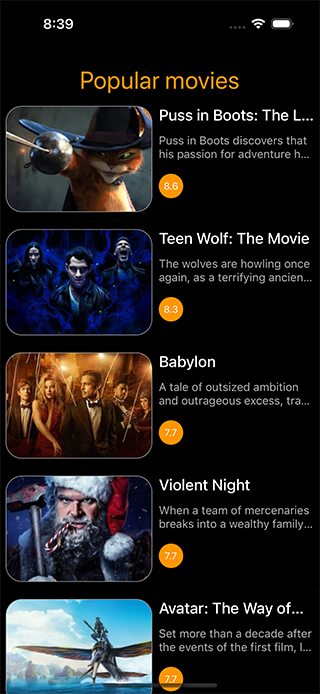 8:39
Popular movies
Puss in Boots: The L...
Puss in Boots discovers that
his passion for adventure h...
8.6
Teen Wolf: The Movie
The wolves are howling once
again, as a terrifying ancien...
8.3
Babylon
A tale of outsized ambition
and outrageous excess, tra...
7.7
Violent Night
When a team of mercenaries
breaks into a wealthy family...
7.7
Avatar: The Way of...
Set more than a decade after
the events of the first film, l...
7.7